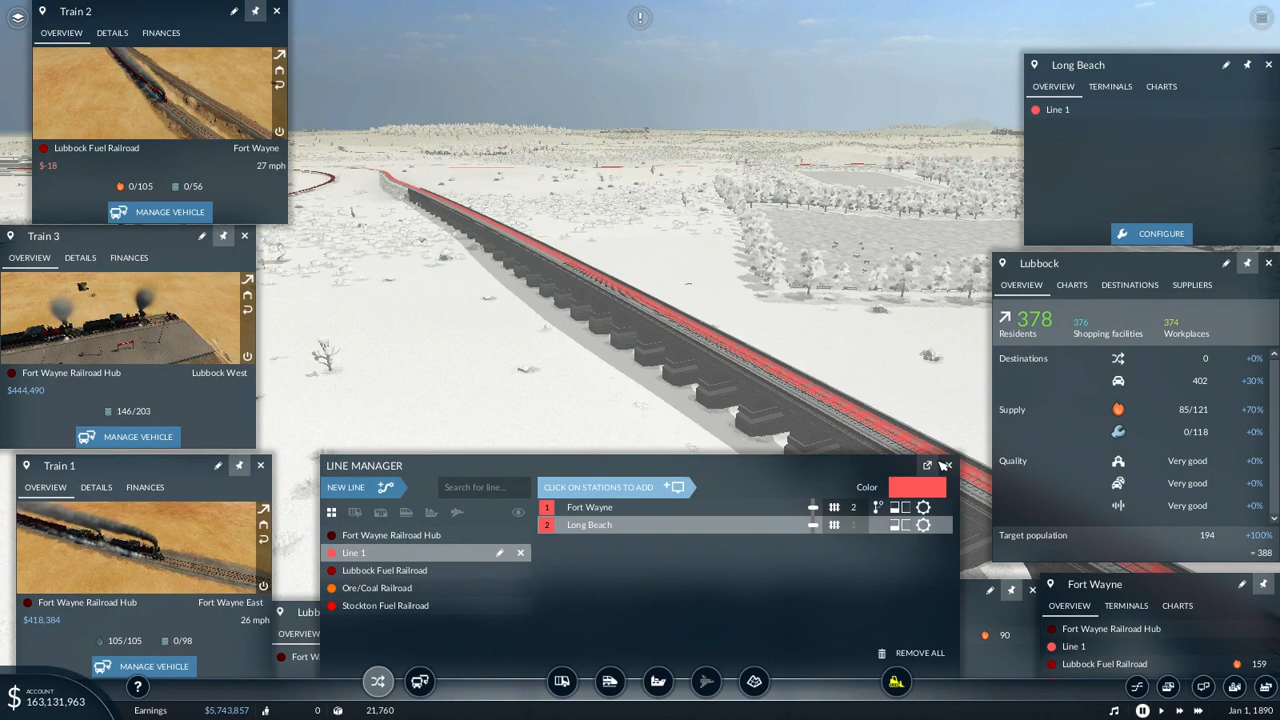 Train 2
OVERVIEW DETAILS FINANCES
Lubbock Fuel Railroad Fort Wayne
$-18 27 mph
0/105 0/56
MANAGE VEHICLE
Train 3
OVERVIEW DETAILS FINANCES
Fort Wayne Railroad Hub Lubbock West
$444,490
146/203
MANAGE VEHICLE
Train 1
OVERVIEW DETAILS FINANCES
Fort Wayne Railroad Hub Fort Wayne East
$418,384 26 mph
105/105 0/98
MANAGE VEHICLE
Lubb
OVERVIEW
Fort W
LINE MANAGER
NEW LINE Search for line... CLICK ON STATIONS TO ADD Color
1 Fort Wayne 2
2 Long Beach 1
Fort Wayne Railroad Hub
Line 1
Lubbock Fuel Railroad
Ore/Coal Railroad
Stockton Fuel Railroad
REMOVE ALL
Long Beach
OVERVIEW TERMINALS CHARTS
Line 1
CONFIGURE
Lubbock
OVERVIEW CHARTS DESTINATIONS SUPPLIERS
378 376 374
Residents Shopping facilities Workplaces
Destinations 0 +0%
402 +30%
Supply 85/121 +70%
0/118 +0%
Quality Very good +0%
Very good +0%
Very good +0%
Target population 194 +100%
= 388
90
Fort Wayne
OVERVIEW TERMINALS CHARTS
Fort Wayne Railroad Hub
Line 1
Lubbock Fuel Railroad 159
$ ACCOUNT
163,131,963
?
Earnings $5,743,857 0 21,760 Jan 1, 1890